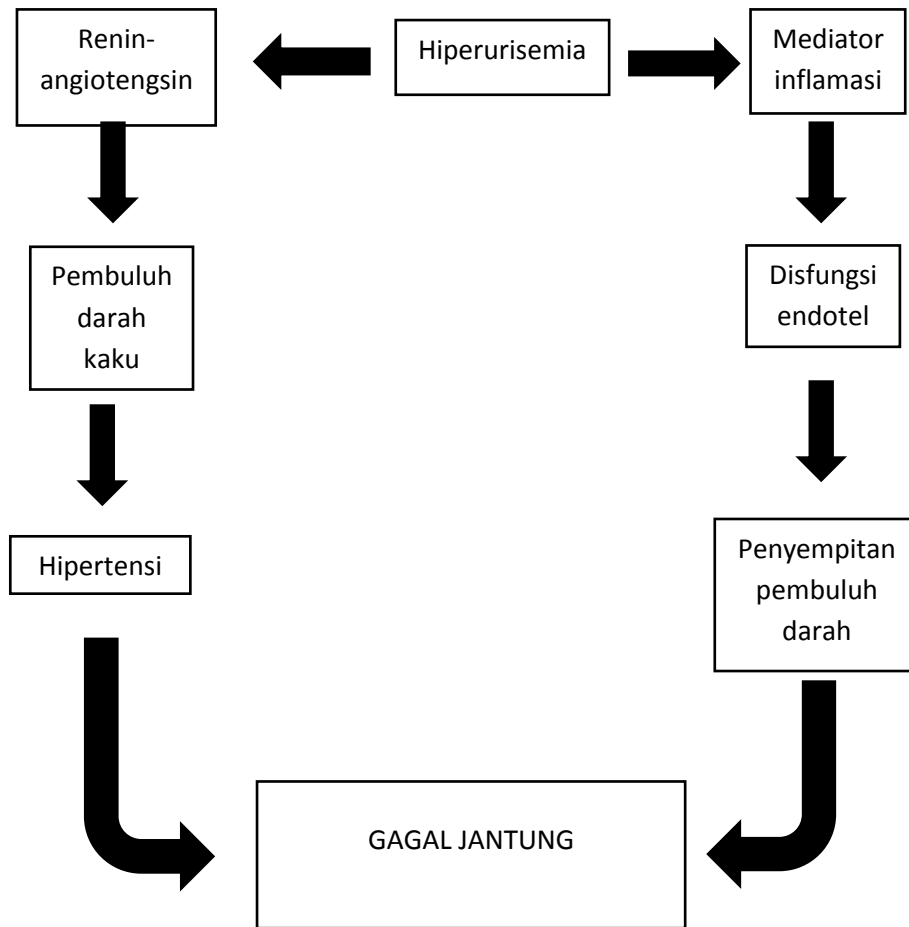 Renin-
angiotengsin
Hiperurisemia
Mediator
inflamasi
Pembuluh
darah
kaku
Disfungsi
endotel
Hipertensi
Penyempitan
pembuluh
darah
GAGAL JANTUNG